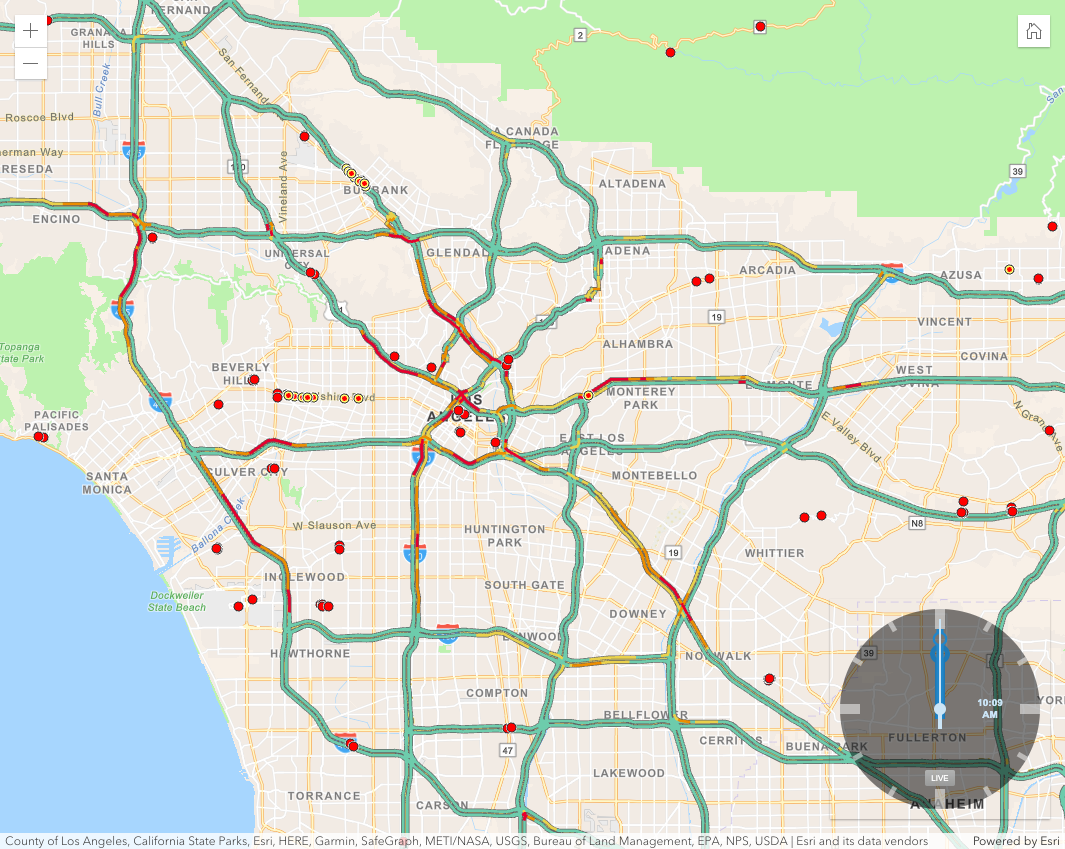 SAN
FERNANDO
GRANADA
HILLS
2
Bull Creek
San Fernando
Roscoe Blvd
LA CANADA
FLINTRIDGE
Sherman Way
RESEDA
170
Vineland Ave
BURBANK
ALTADENA
39
ENCINO
UNIVERSAL
CITY
GLENDALE
PASADENA
ARCADIA
AZUSA
19
VINCENT
Topanga
State Park
ALHAMBRA
COVINA
BEVERLY
HILLS
WEST
COVINA
EL MONTE
Wilshire Blvd
MONTEREY
PARK
LOS
ANGELES
PACIFIC
PALISADES
N Grand Ave
E Valley Blvd
EAST LOS
ANGELES
CULVER CITY
SANTA
MONICA
MONTEBELLO
Ballona Creek
W Slauson Ave
HUNTINGTON
PARK
N8
19
WHITTIER
INGLEWOOD
SOUTH GATE
Dockweiler
State Beach
DOWNEY
LYNWOOD
HAWTHORNE
NORWALK
39
COMPTON
10:09
AM
BELLFLOWER
CERRITOS
BUENA PARK
FULLERTON
47
LAKEWOOD
LIVE
TORRANCE
CARSON
ANAHEIM
County of Los Angeles, California State Parks, Esri, HERE, Garmin, SafeGraph, METI/NASA, USGS, Bureau of Land Management, EPA, NPS, USDA | Esri and its data vendors
Powered by Esri